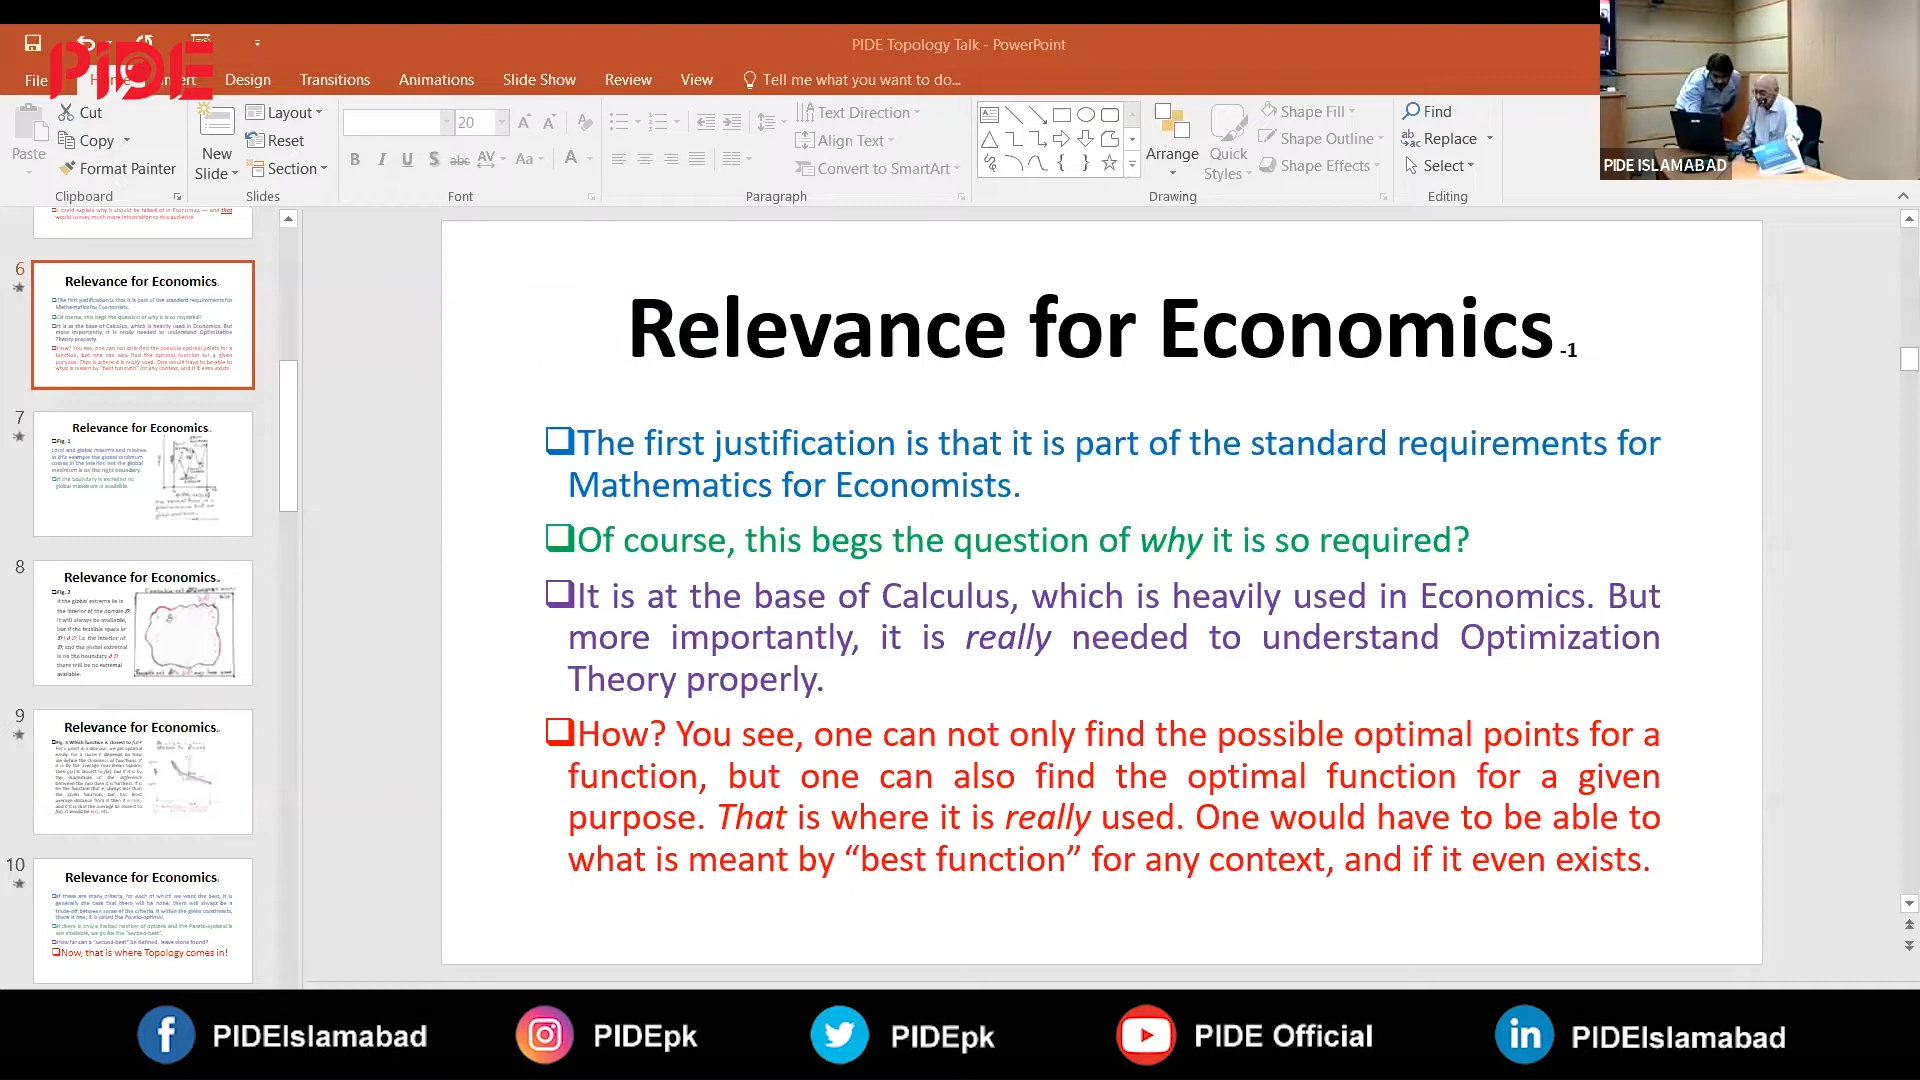 PIDE Topology Talk - PowerPoint
PiDE
File
Design
Transitions
Animations
Slide Show
Review
View
Tell me what you want to do...
Paste
Cut
Copy
Format Painter
Clipboard
New
Slide
Layout
Reset
Section
Slides
20
B I U S abc AV Aa A
Font
Text Direction
Align Text
Convert to SmartArt
Paragraph
Arrange
Quick
Styles
Shape Fill
Shape Outline
Shape Effects
Drawing
Find
Replace
Select
Editing
PIDE ISLAMABAD
6
Relevance for Economics
7
Relevance for Economics
Fig. 1
8
Relevance for Economics
Fig. 2
9
Relevance for Economics
10
Relevance for Economics
Now, that is where Topology comes in!
Relevance for Economics -1
The first justification is that it is part of the standard requirements for
Mathematics for Economists.
Of course, this begs the question of why it is so required?
It is at the base of Calculus, which is heavily used in Economics. But
more importantly, it is really needed to understand Optimization
Theory properly.
How? You see, one can not only find the possible optimal points for a
function, but one can also find the optimal function for a given
purpose. That is where it is really used. One would have to be able to
what is meant by “best function” for any context, and if it even exists.
PIDEIslamabad
PIDEpk
PIDEpk
PIDE Official
PIDEIslamabad